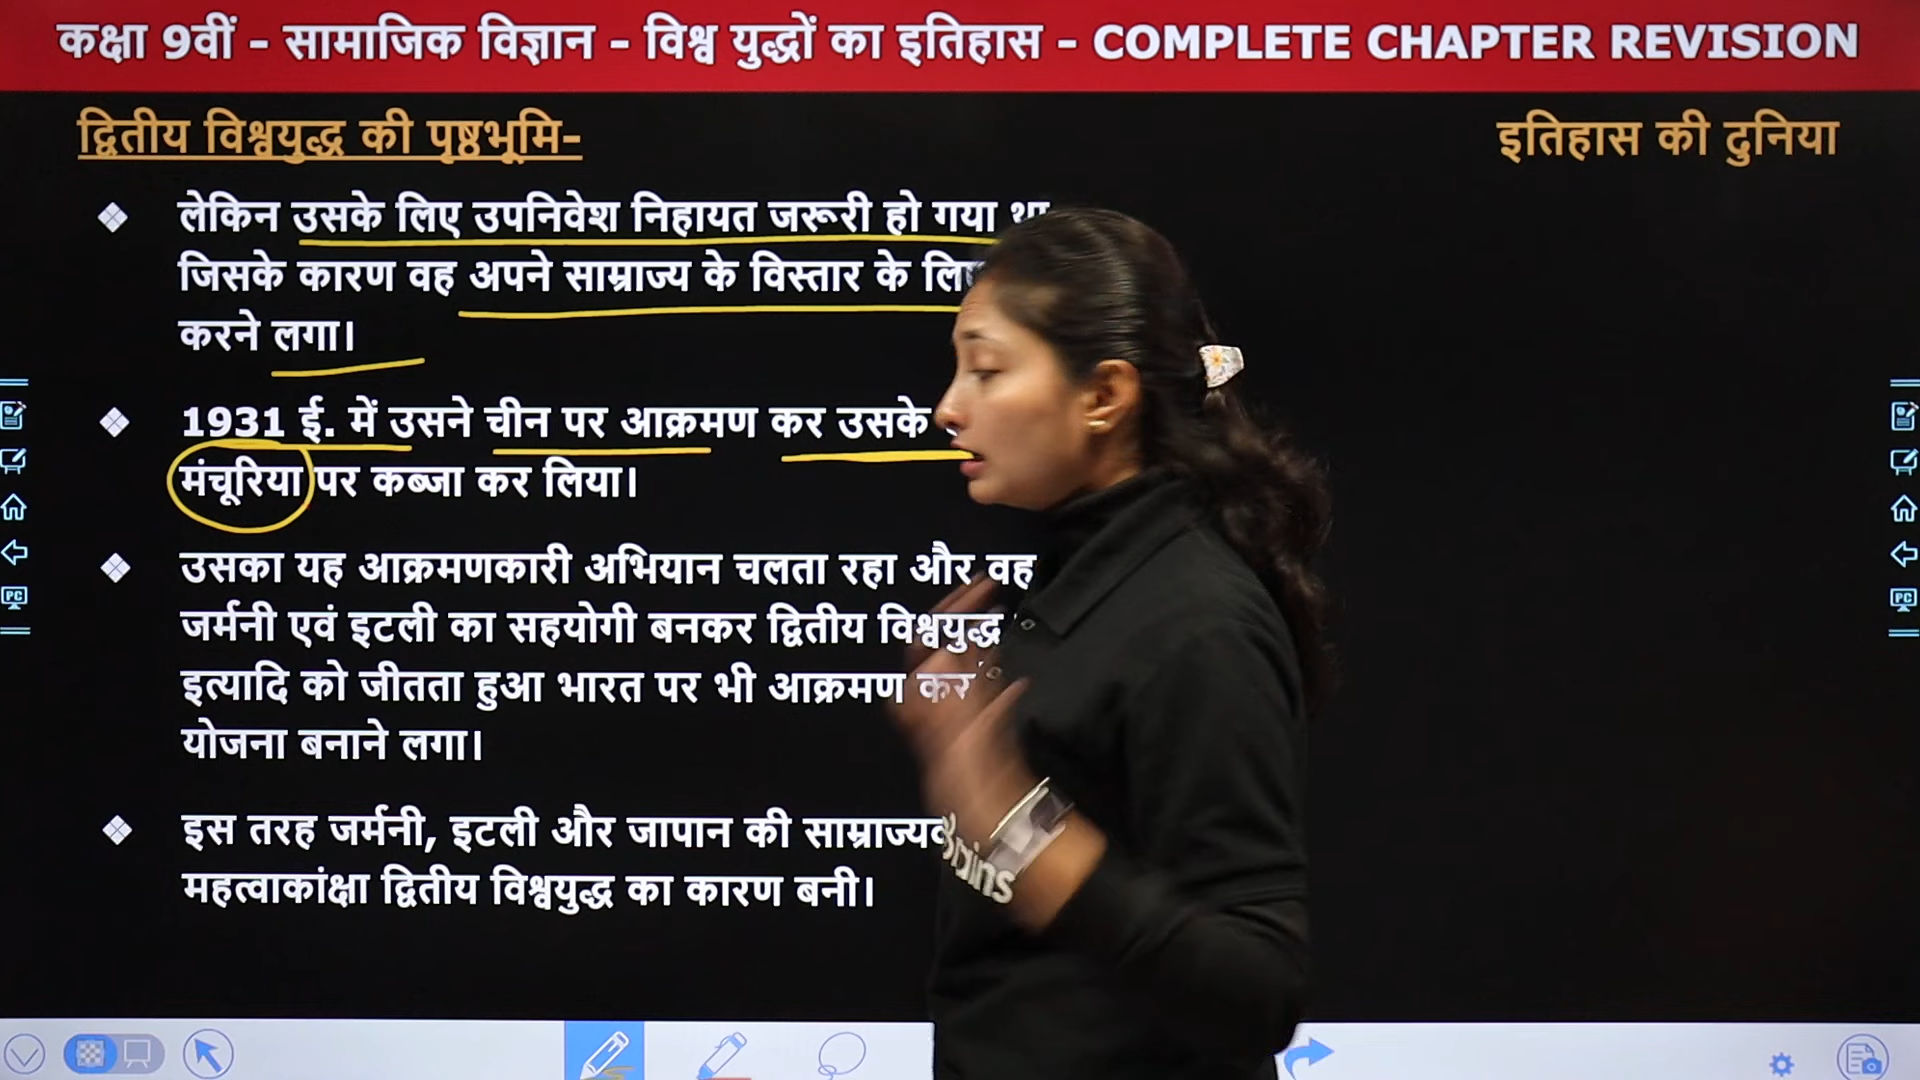 कक्षा 9वीं - सामाजिक विज्ञान - विश्व युद्धों का इतिहास - COMPLETE CHAPTER REVISION
द्वितीय विश्वयुद्ध की पृष्ठभूमि-
इतिहास की दुनिया
लेकिन उसके लिए उपनिवेश निहायत जरूरी हो गया था
जिसके कारण वह अपने साम्राज्य के विस्तार के
करने लगा।
1931 ई. में उसने चीन पर आक्रमण कर उसके
मंचूरिया पर कब्जा कर लिया।
उसका यह आक्रमणकारी अभियान चलता रहा और वह
जर्मनी एवं इटली का सहयोगी बनकर द्वितीय विश्वयुद्ध
इत्यादि को जीतता हुआ भारत पर भी आक्रमण
योजना बनाने लगा।
इस तरह जर्मनी, इटली और जापान की
महत्वाकांक्षा द्वितीय विश्वयुद्ध का कारण बनी।
PC
PC